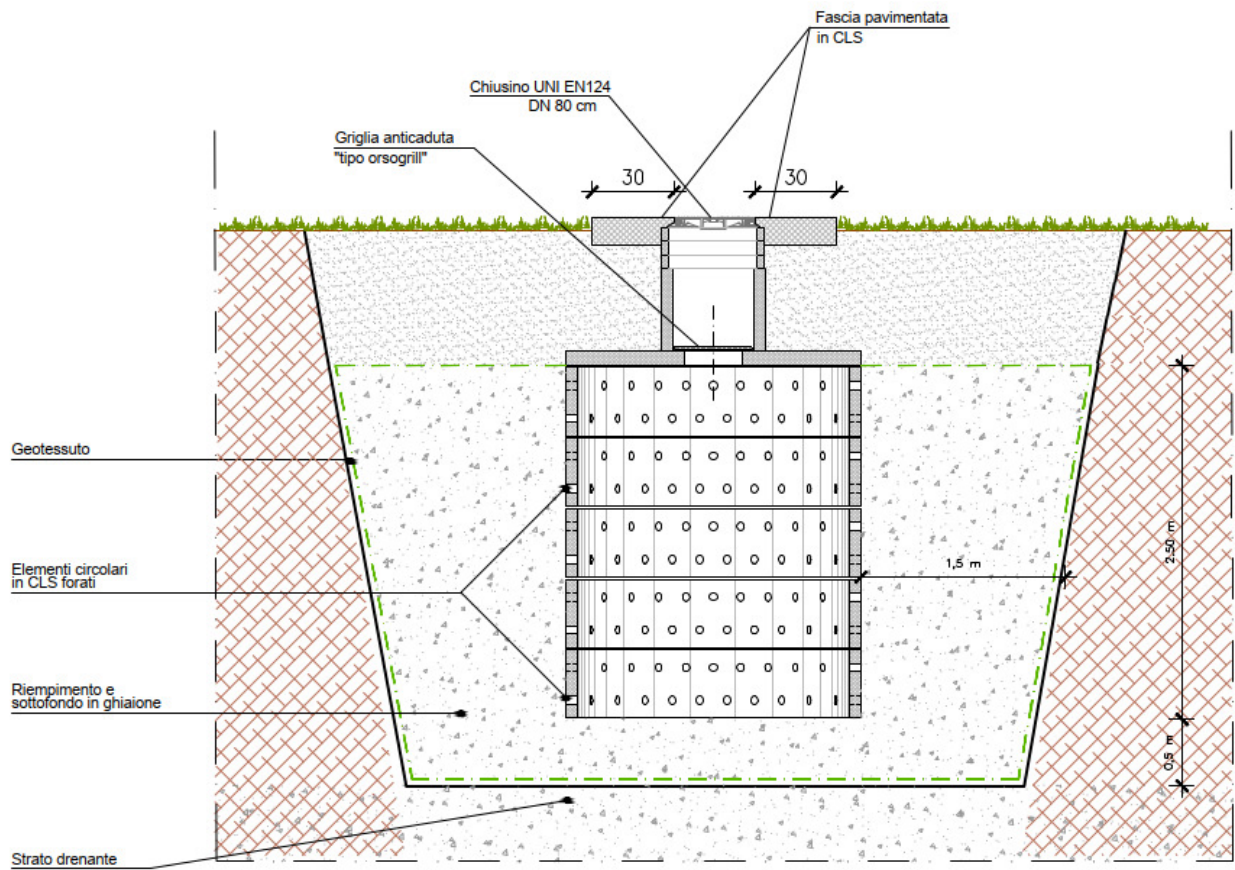 Fascia pavimentata
in CLS
Chiusino UNI EN124
DN 80 cm
Griglia anticaduta
"tipo orsogrill"
30
30
Geotessuto
Elementi circolari
in CLS forati
1,5 m
2.50 m
Riempimento e
sottofondo in ghiaione
0,5 m
Strato drenante